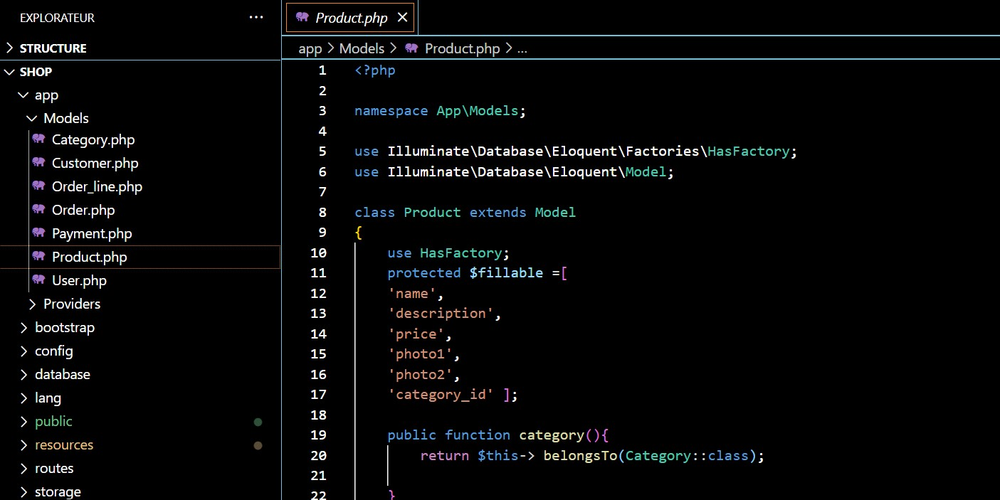 EXPLORATEUR ...
STRUCTURE
SHOP
app
Models
Category.php
Customer.php
Order_line.php
Order.php
Payment.php
Product.php
User.php
Providers
bootstrap
config
database
lang
public
resources
routes
storage
Product.php ×
app > Models > Product.php > ...
1 <?php
2
3 namespace App\Models;
4
5 use Illuminate\Database\Eloquent\Factories\HasFactory;
6 use Illuminate\Database\Eloquent\Model;
7
8 class Product extends Model
9 {
10 use HasFactory;
11 protected $fillable =[
12 'name',
13 'description',
14 'price',
15 'photo1',
16 'photo2',
17 'category_id' ];
18
19 public function category(){
20 return $this-> belongsTo(Category::class);
21
22 }